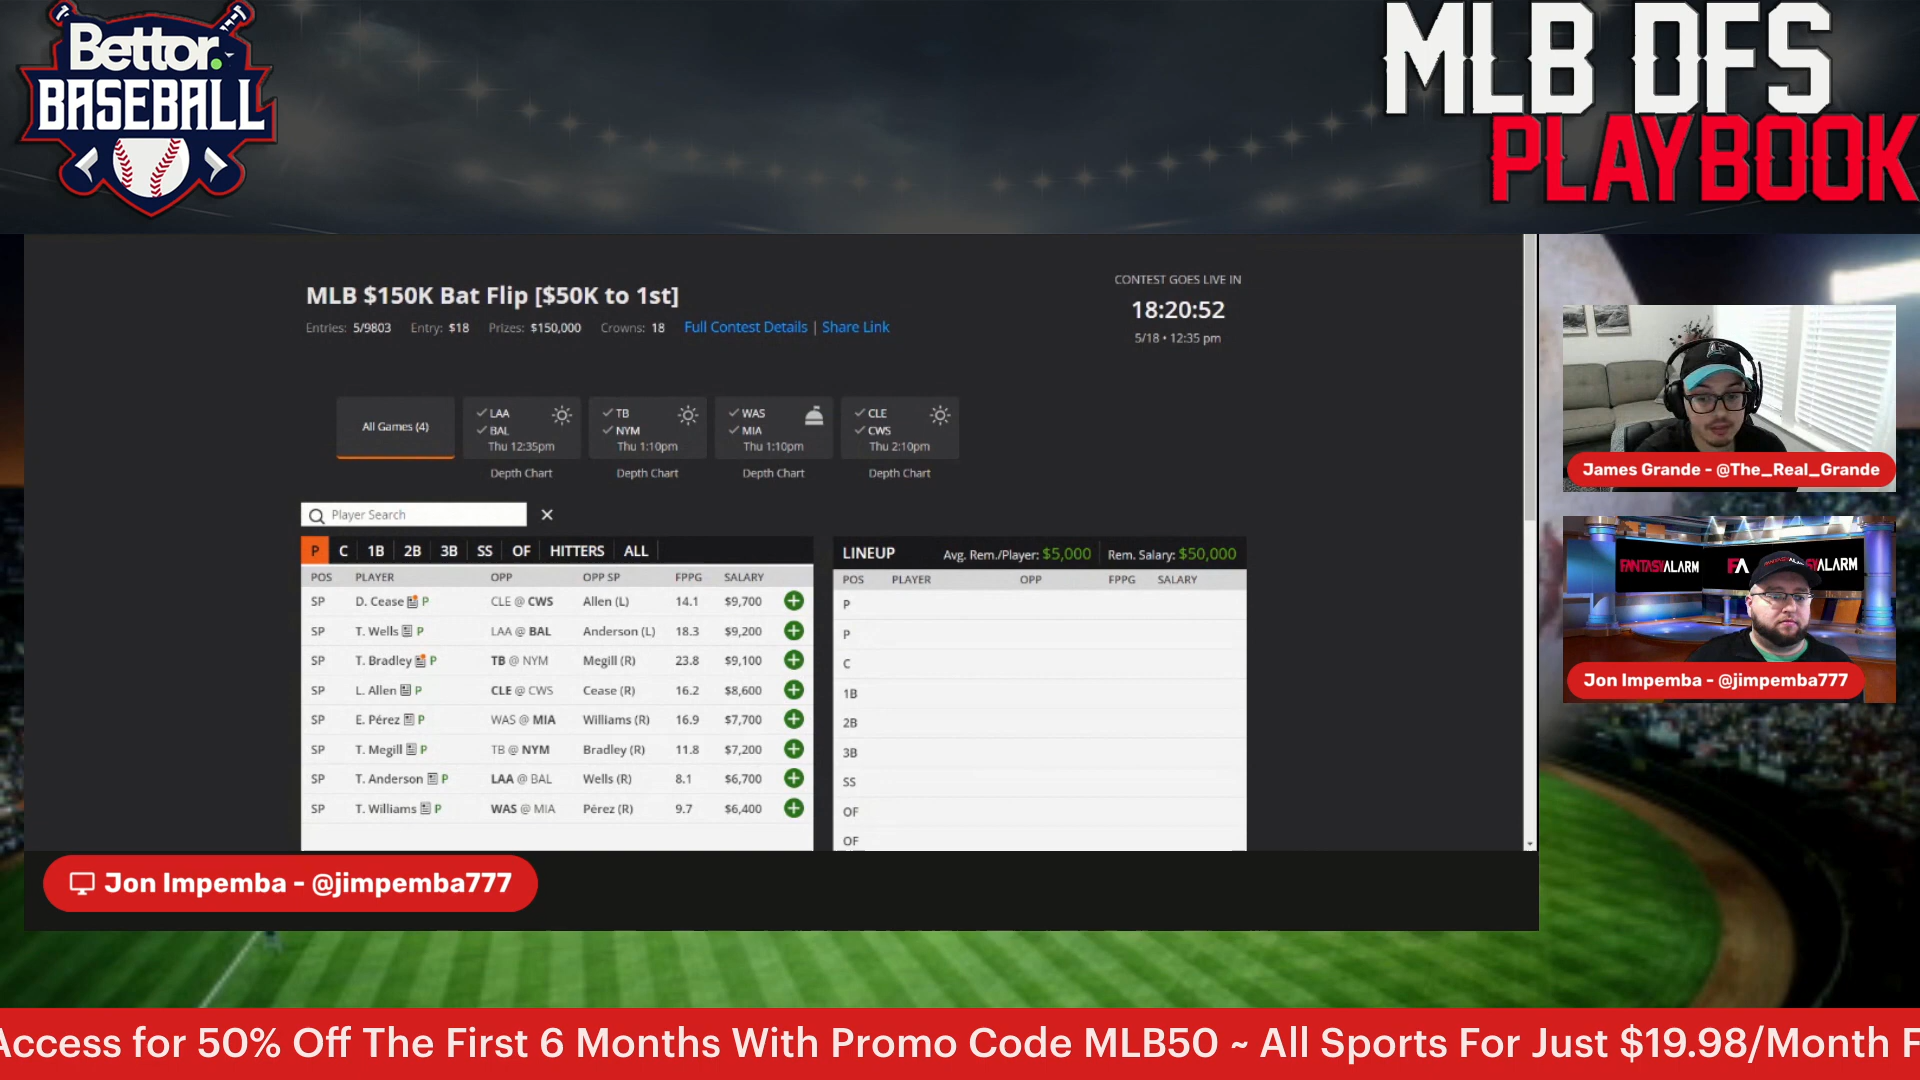 Bettor.
BASEBALL
MLB DFS
PLAYBOOK
MLB $150K Bat Flip [$50K to 1st]
Entries: 5/9803 Entry: $18 Prizes: $150,000 Crowns: 18 Full Contest Details | Share Link
CONTEST GOES LIVE IN
18:20:52
5/18 • 12:35 pm
All Games (4)
LAA
BAL
Thu 12:35pm
Depth Chart
TB
NYM
Thu 1:10pm
Depth Chart
WAS
MIA
Thu 1:10pm
Depth Chart
CLE
CWS
Thu 2:10pm
Depth Chart
Player Search
P C 1B 2B 3B SS OF HITTERS ALL
POS PLAYER OPP OPP SP FPPG SALARY
SP D. Cease P CLE @ CWS Allen (L) 14.1 $9,700
SP T. Wells P LAA @ BAL Anderson (L) 18.3 $9,200
SP T. Bradley P TB @ NYM Megill (R) 23.8 $9,100
SP L. Allen P CLE @ CWS Cease (R) 16.2 $8,600
SP E. Pérez P WAS @ MIA Williams (R) 16.9 $7,700
SP T. Megill P TB @ NYM Bradley (R) 11.8 $7,200
SP T. Anderson P LAA @ BAL Wells (R) 8.1 $6,700
SP T. Williams P WAS @ MIA Pérez (R) 9.7 $6,400
LINEUP Avg. Rem./Player: $5,000 Rem. Salary: $50,000
POS PLAYER OPP FPPG SALARY
P
P
C
1B
2B
3B
SS
OF
OF
James Grande - @The_Real_Grande
FANTASYALARM
FA
ALARM
Jon Impemba - @jimpemba777
Jon Impemba - @jimpemba777
Access for 50% Off The First 6 Months With Promo Code MLB50 ~ All Sports For Just $19.98/Month F